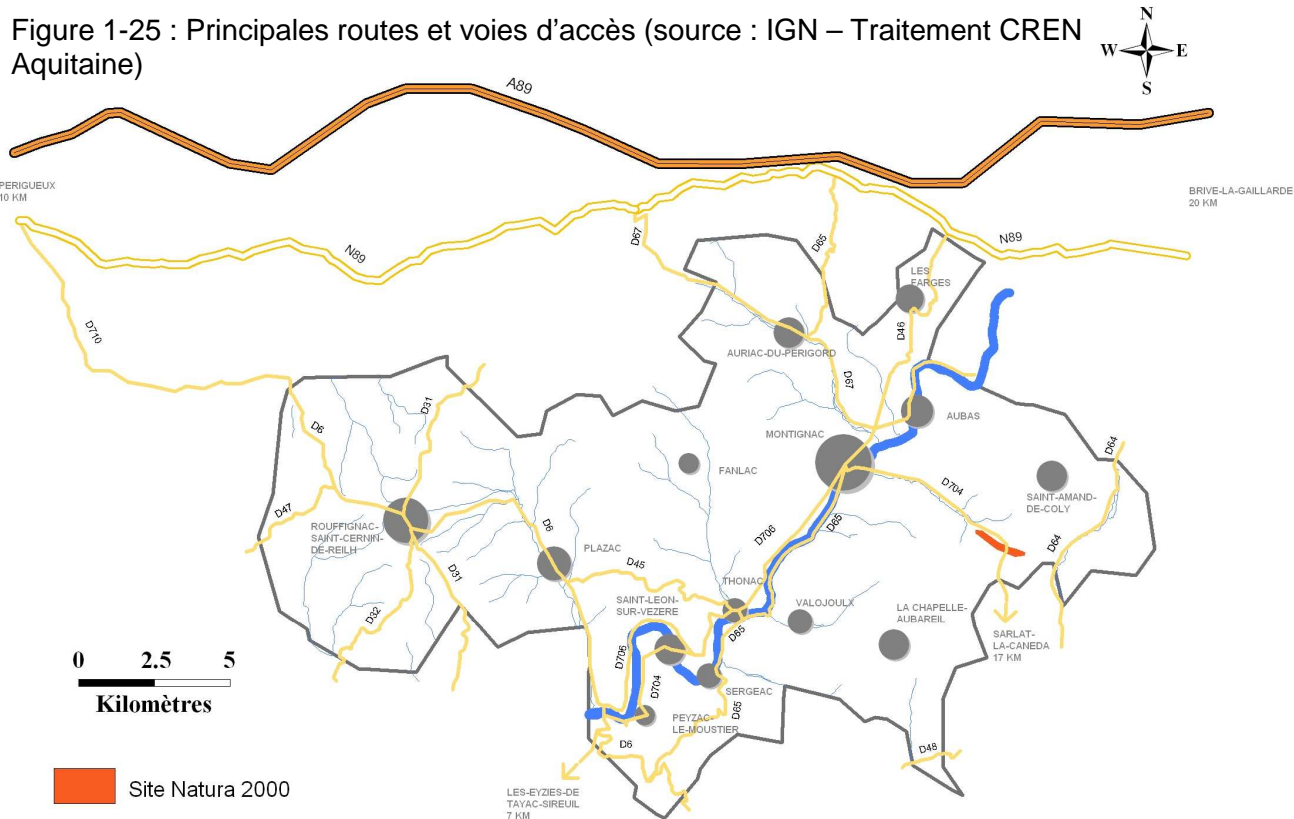 Figure 1-25 : Principales routes et voies d'accès (source : IGN – Traitement CREN
Aquitaine)
N
W
E
S
A89
PERIGUEUX
10 KM
BRIVE-LA-GAILLARDE
20 KM
N89
N89
D67
D65
LES
FARGES
D710
D46
AURIAC-DU-PÉRIGORD
D67
D31
AUBAS
D6
MONTIGNAC
D64
FANLAC
D704
SAINT-AMAND-
DE-COLY
D47
ROUFFIGNAC-
SAINT-CERNIN-
DE-REILH
D6
D706
D65
PLAZAC
D64
D45
D31
THONAC
SAINT-LEON-
SUR-VEZERE
VALOJOULX
LA CHAPELLE-
AUBAREIL
D32
D65
SARLAT-
LA-CANEDA
17 KM
D706
D704
SERGEAC
0 2.5 5
Kilomètres
PEYZAC-
LE-MOUSTIER
D65
D6
D48
Site Natura 2000
LES-EYZIES-DE
TAYAC-SIREUIL
7 KM